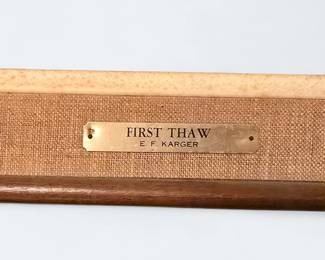 FIRST THAW
E. F. KARGER